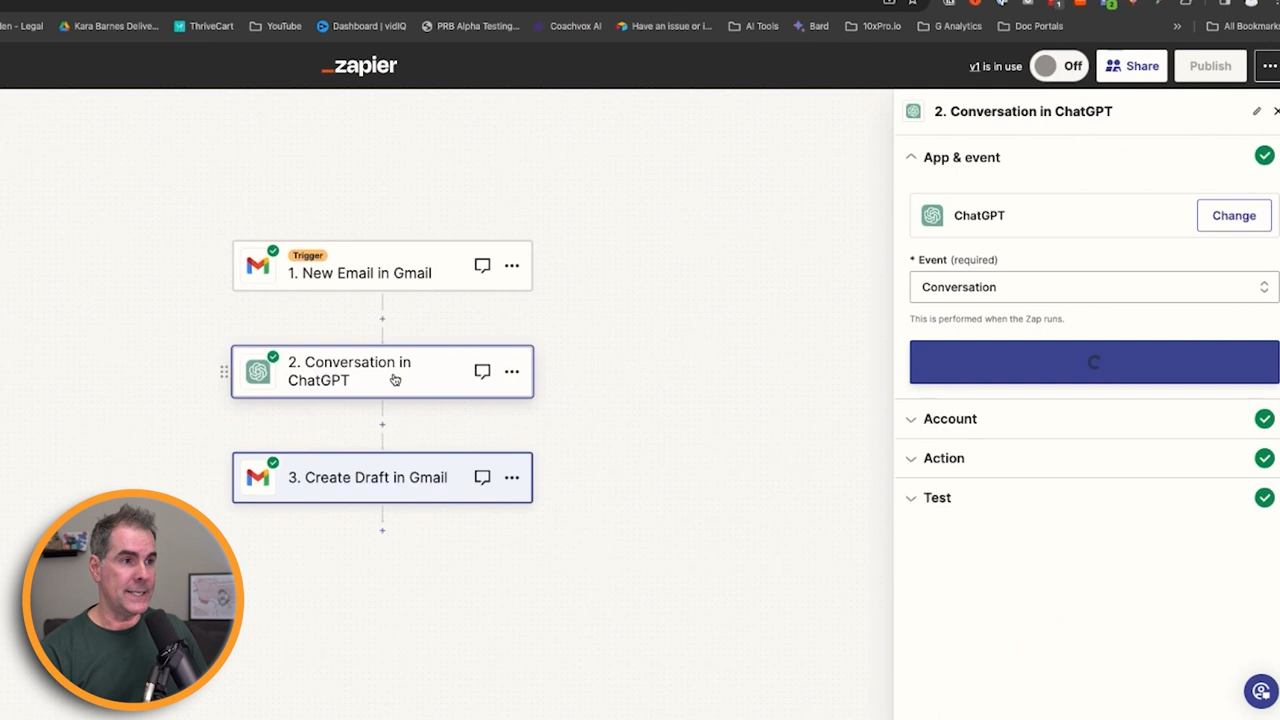 den - Legal
Kara Barnes Delive...
ThriveCart
YouTube
Dashboard | vidIQ
PRB Alpha Testing...
Coachvox AI
Have an issue or i...
AI Tools
Bard
10xPro.io
G Analytics
Doc Portals
»
All Bookmarks
_zapier
v1 is in use
Off
Share
Publish
2. Conversation in ChatGPT
App & event
ChatGPT
Change
* Event (required)
Conversation
This is performed when the Zap runs.
Account
Action
Test
Trigger
1. New Email in Gmail
2. Conversation in
ChatGPT
3. Create Draft in Gmail